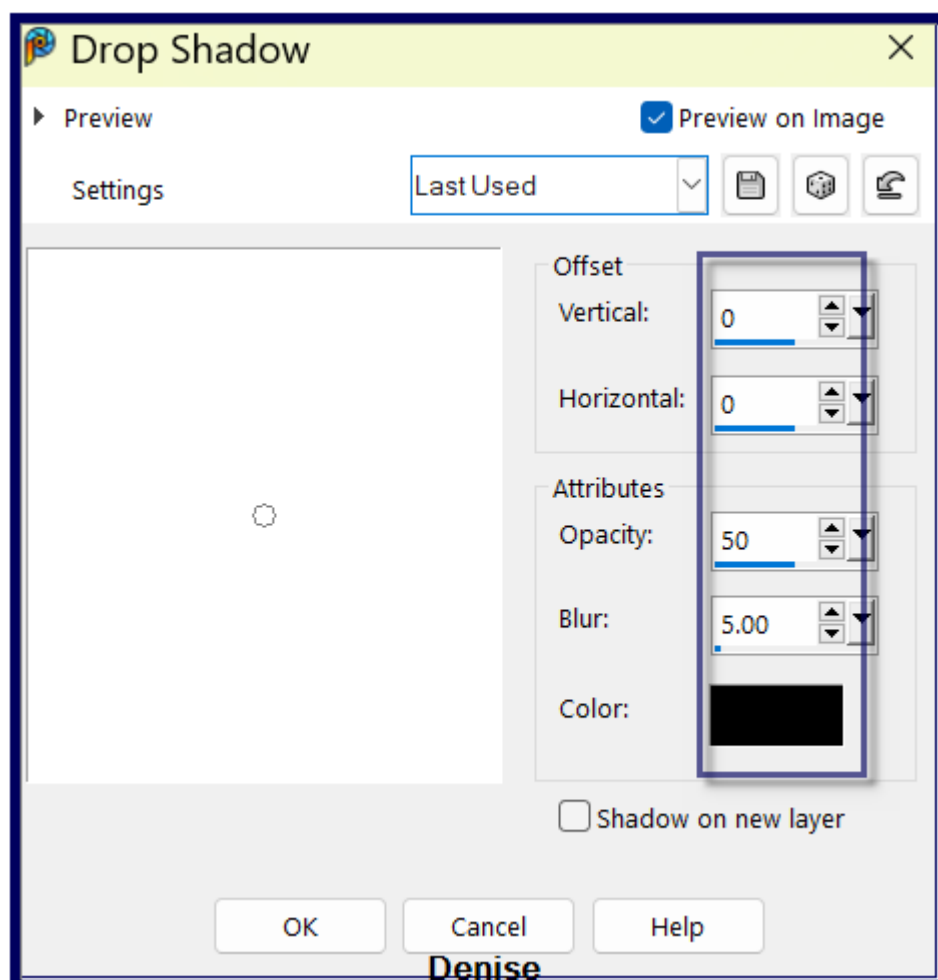 Drop Shadow
Preview
Preview on Image
Settings
Last Used
Offset
Vertical: 0
Horizontal: 0
Attributes
Opacity: 50
Blur: 5.00
Color:
Shadow on new layer
OK Cancel Help
Denise